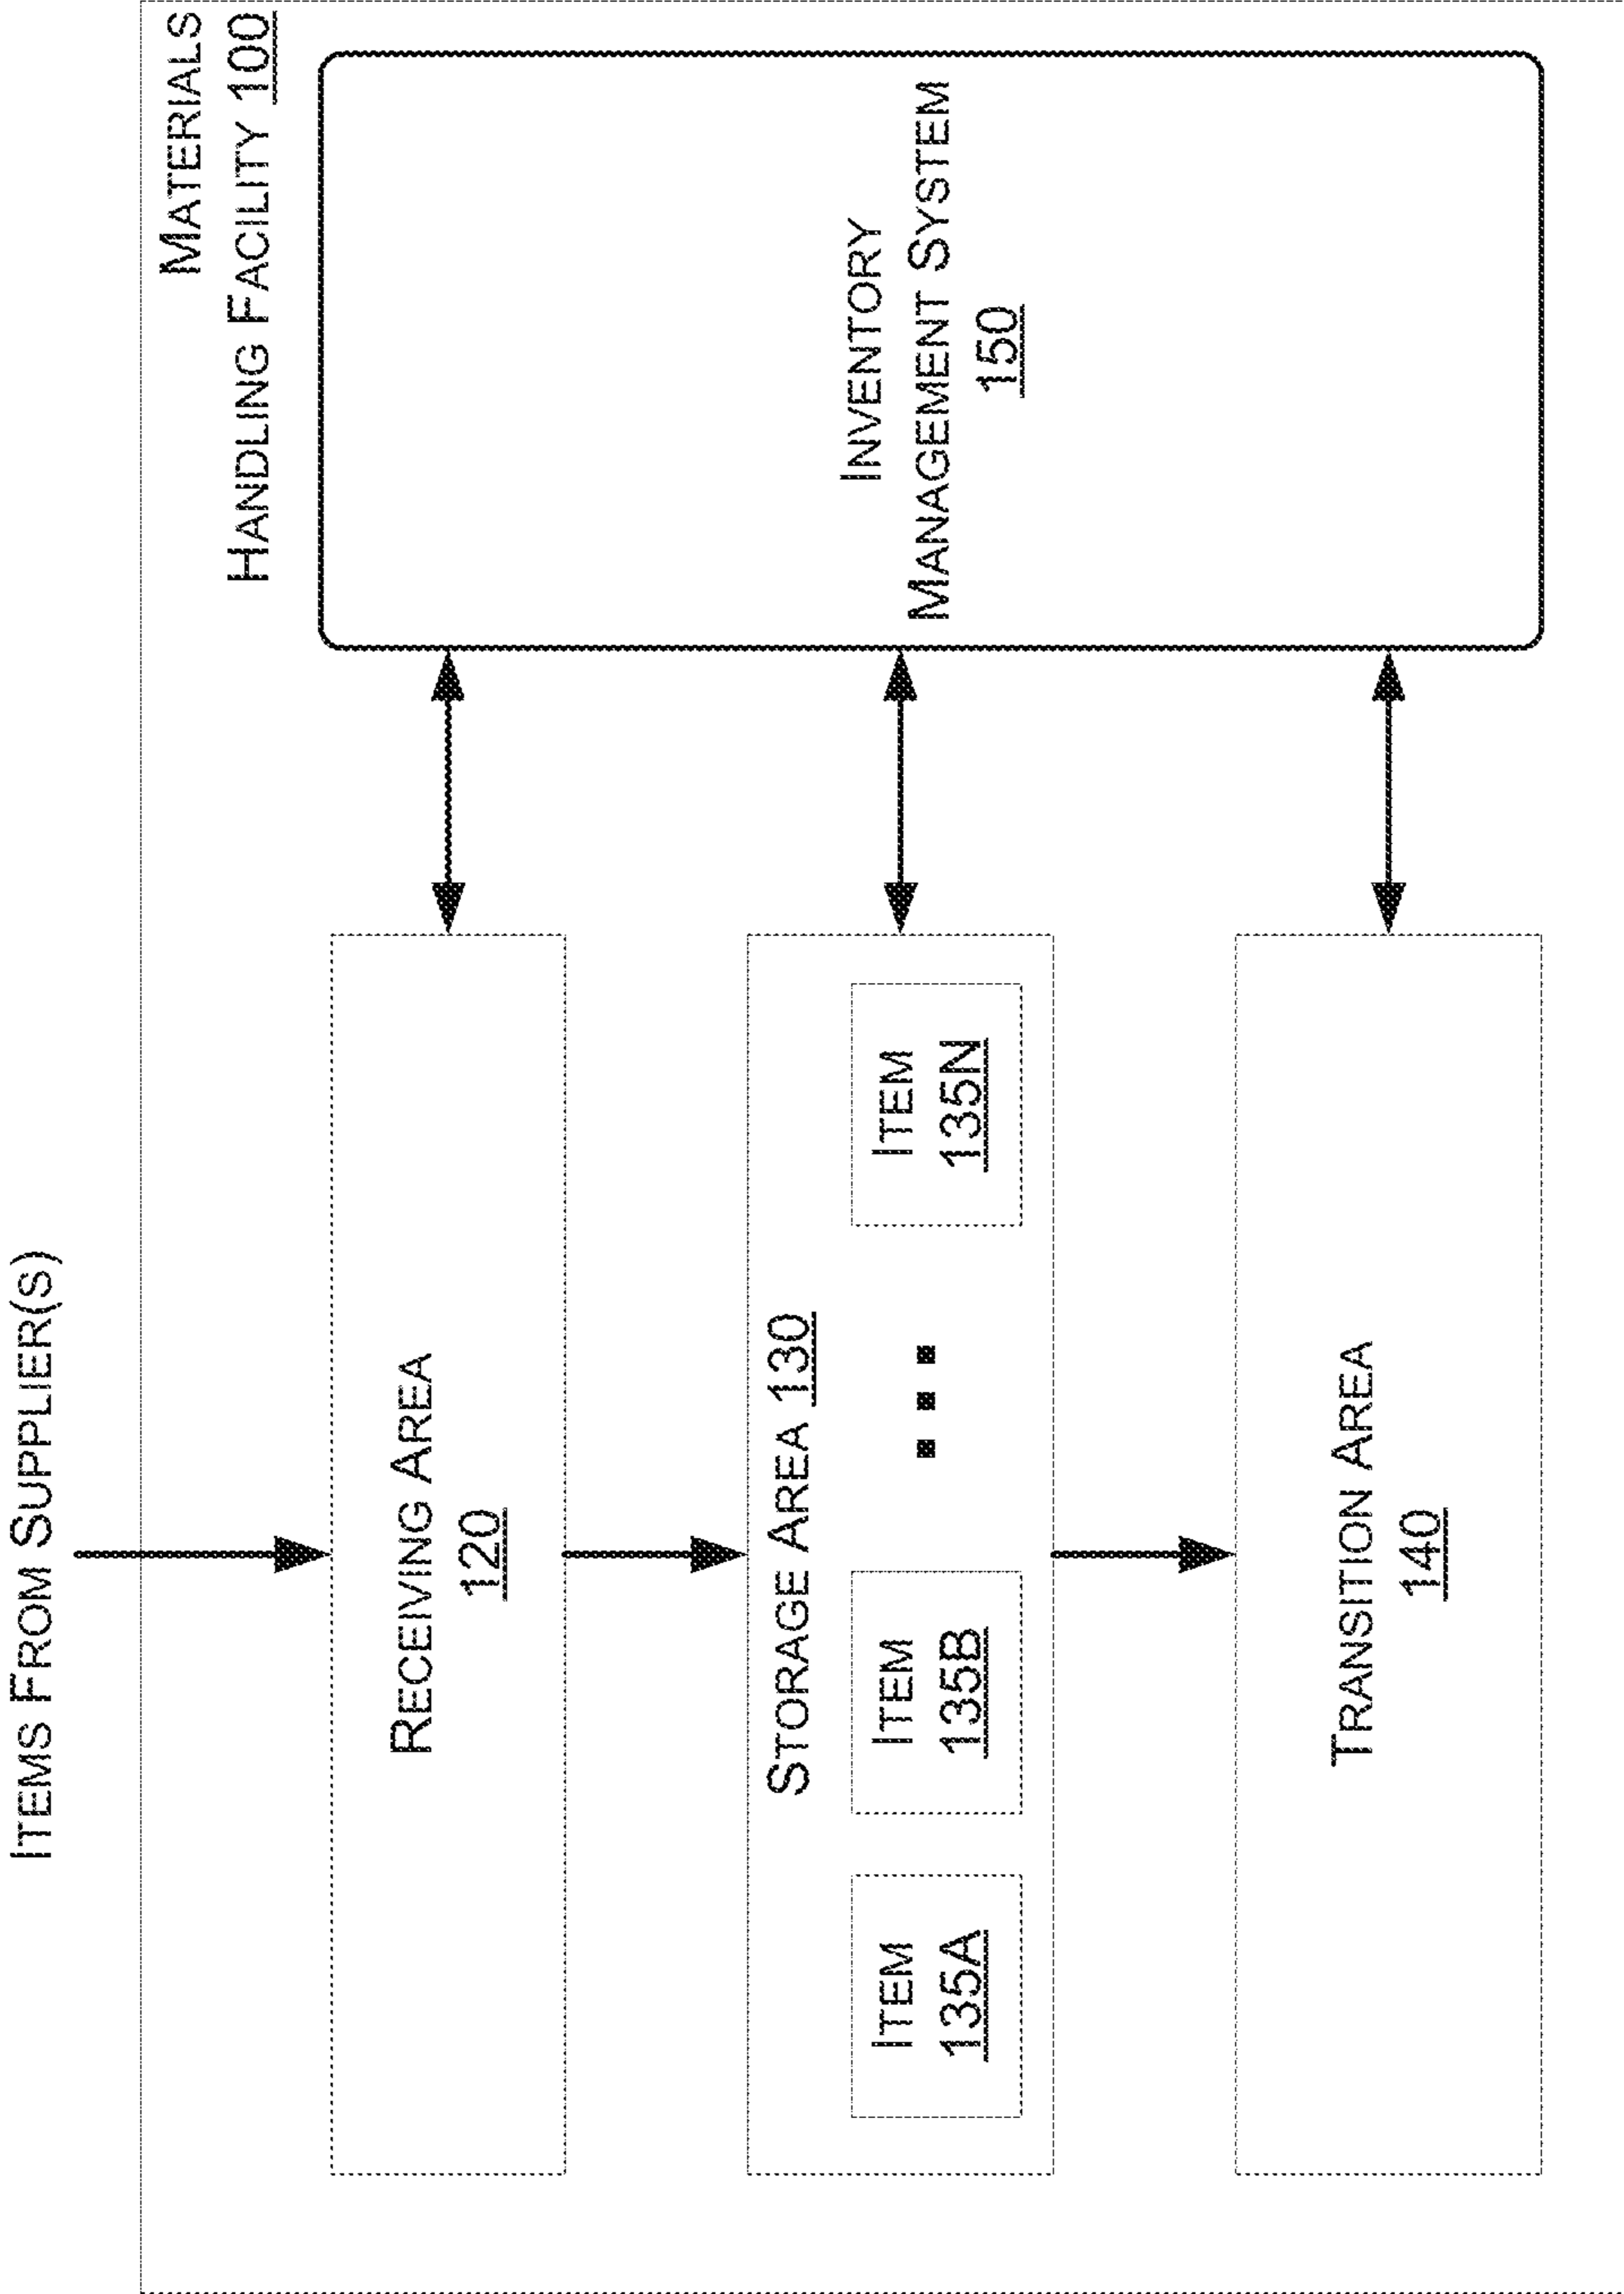 ITEMS FROM SUPPLIER(S)
MATERIALS
HANDLING FACILITY 100
RECEIVING AREA
120
STORAGE AREA 130
ITEM
135A
ITEM
135B
ITEM
135N
TRANSITION AREA
140
INVENTORY
MANAGEMENT SYSTEM
150